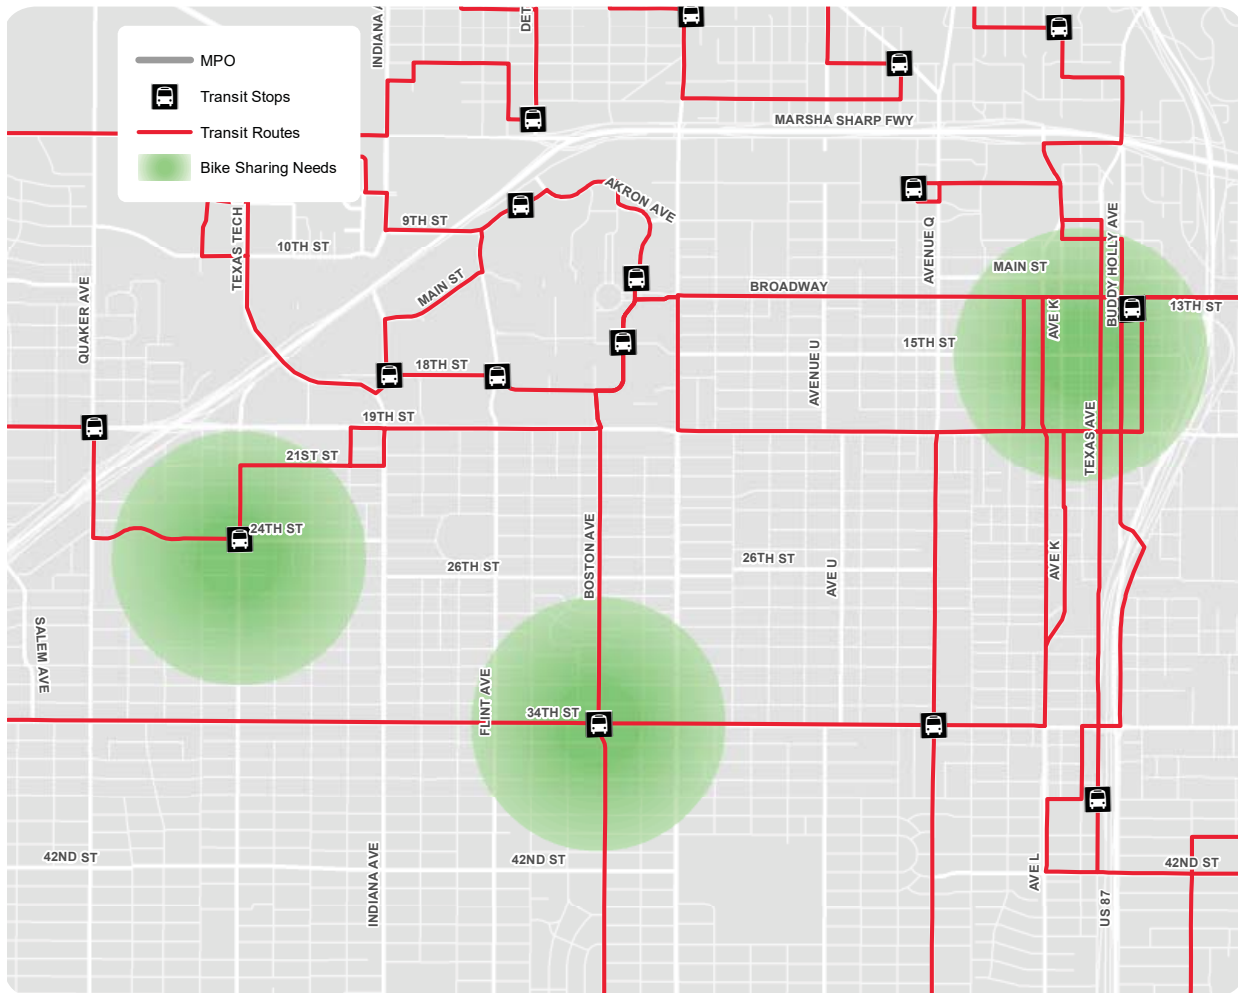 INDIANA A
DET
MPO
Transit Stops
Transit Routes
Bike Sharing Needs
MARSHA SHARP FWY
AKRON AVE
9TH ST
10TH ST
TEXAS TECH
AVENUE Q
BUDDY HOLLY AVE
MAIN ST
MAIN ST
BROADWAY
13TH ST
QUAKER AVE
AVE K
15TH ST
AVENUE U
18TH ST
19TH ST
TEXAS AVE
21ST ST
24TH ST
BOSTON AVE
26TH ST
26TH ST
AVE U
AVE K
SALEM AVE
FLINT AVE
34TH ST
42ND ST
INDIANA AVE
42ND ST
AVE L
US 87
42ND ST